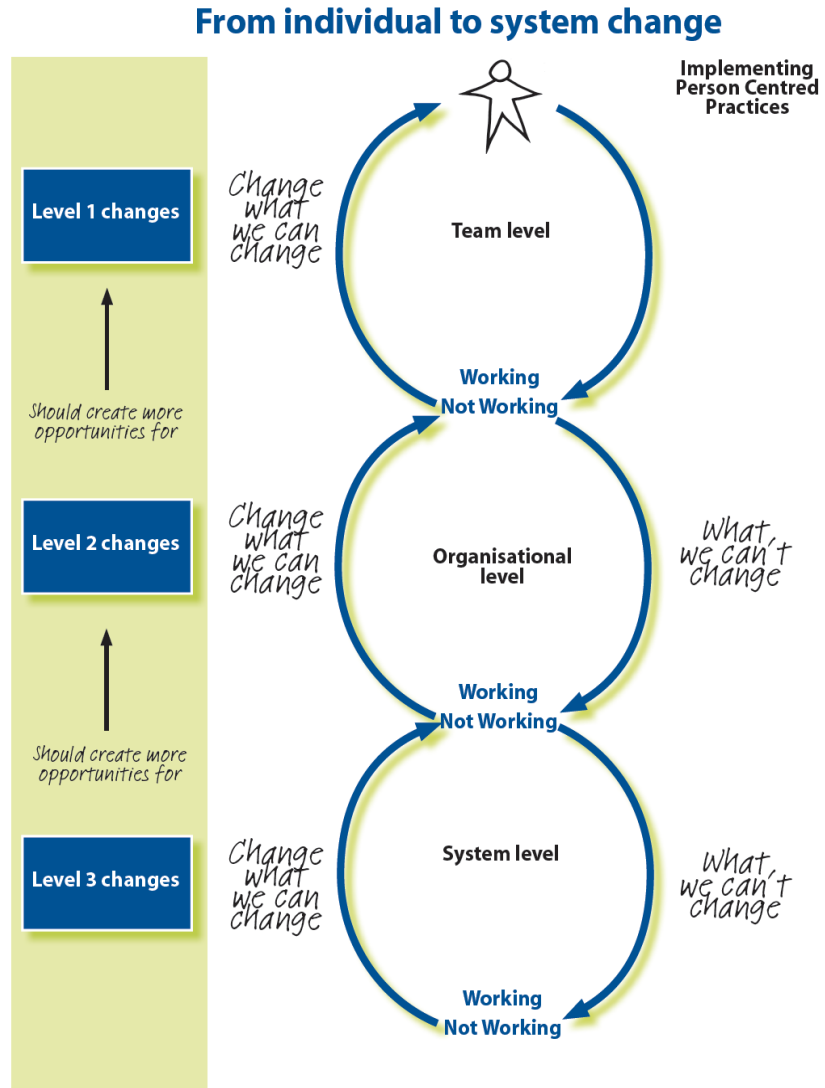 From individual to system change
Implementing
Person Centred
Practices
Level 1 changes
Change
what
we can
change
Team level
Should create more
opportunities for
Working
Not Working
Level 2 changes
Change
what
we can
change
Organisational
level
What,
we can't
change
Should create more
opportunities for
Working
Not Working
Level 3 changes
Change
what
we can
change
System level
What,
we can't
change
Working
Not Working